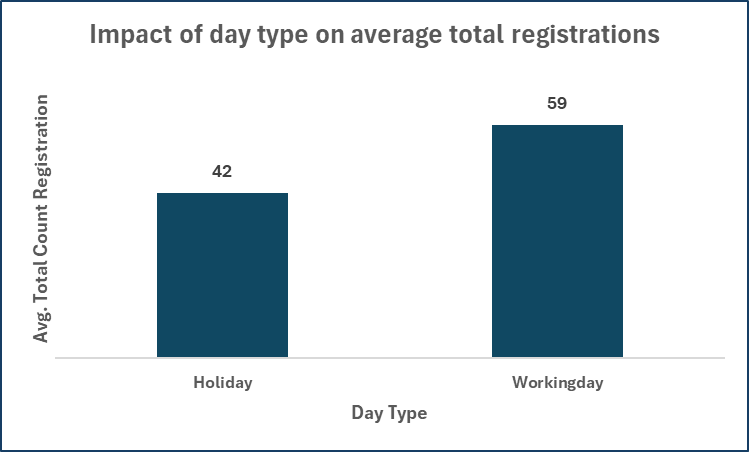 Impact of day type on average total registrations
Avg. Total Count Registration
42
59
Holiday
Workingday
Day Type